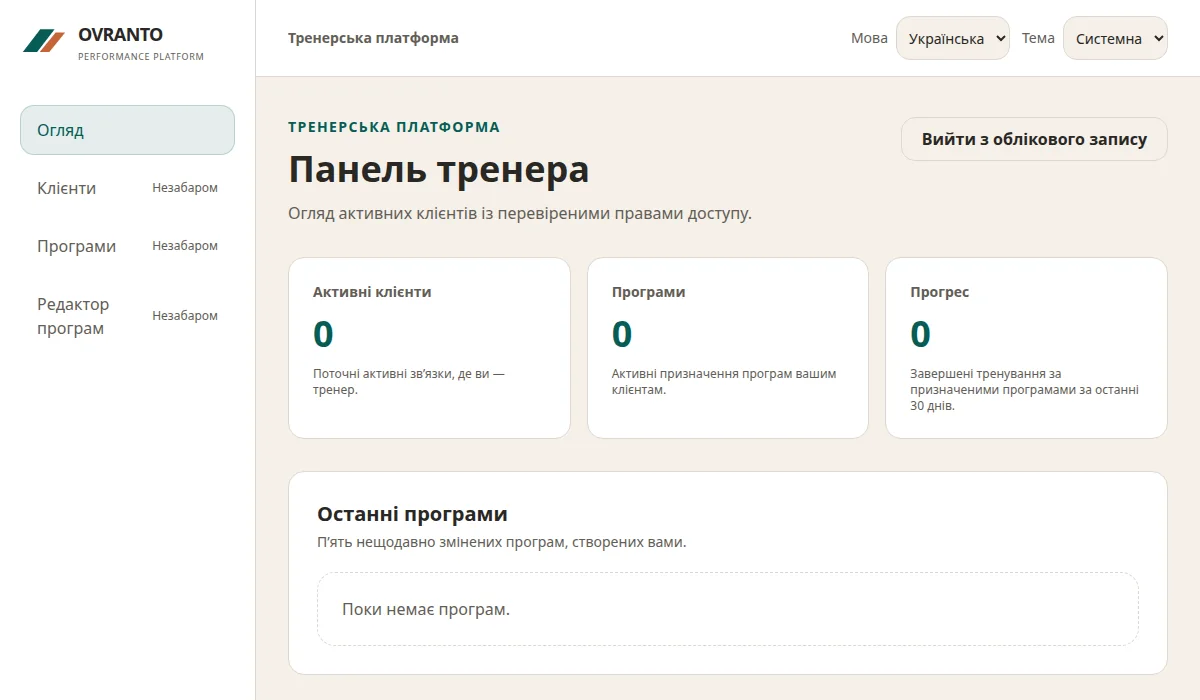 OVRANTO
PERFORMANCE PLATFORM
Огляд
Клієнти Незабаром
Програми Незабаром
Редактор програм Незабаром
Тренерська платформа
Мова Українська Тема Системна
ТРЕНЕРСЬКА ПЛАТФОРМА
Панель тренера
Огляд активних клієнтів із перевіреними правами доступу.
Вийти з облікового запису
Активні клієнти
0
Поточні активні зв’язки, де ви —
тренер.
Програми
0
Активні призначення програм вашим
клієнтам.
Прогрес
0
Завершені тренування за
призначеними програмами за останні
30 днів.
Останні програми
П’ять нещодавно змінених програм, створених вами.
Поки немає програм.